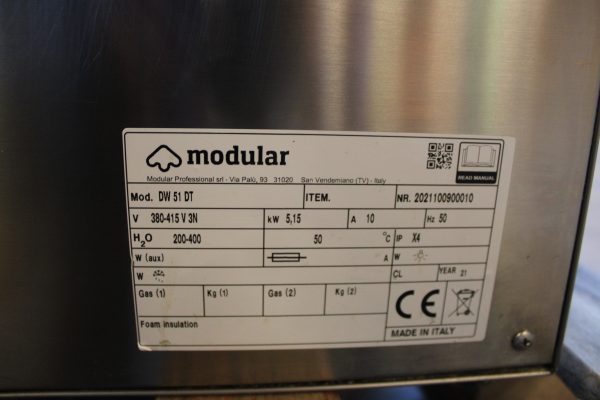 modular
READ MANUAL
Modular Professional srl - Via Palù, 93 31020 San Vendemiano (TV) - Italy
Mod. DW 51 DT ITEM. NR. 2021100900010
V 380-415 V 3N kW 5,15 A 10 Hz 50
H2O 200-400 50 °C IP X4
W (aux) A W
W CL YEAR 21
Gas (1) Kg (1) Gas (2) Kg (2)
CE
Foam insulation MADE IN ITALY